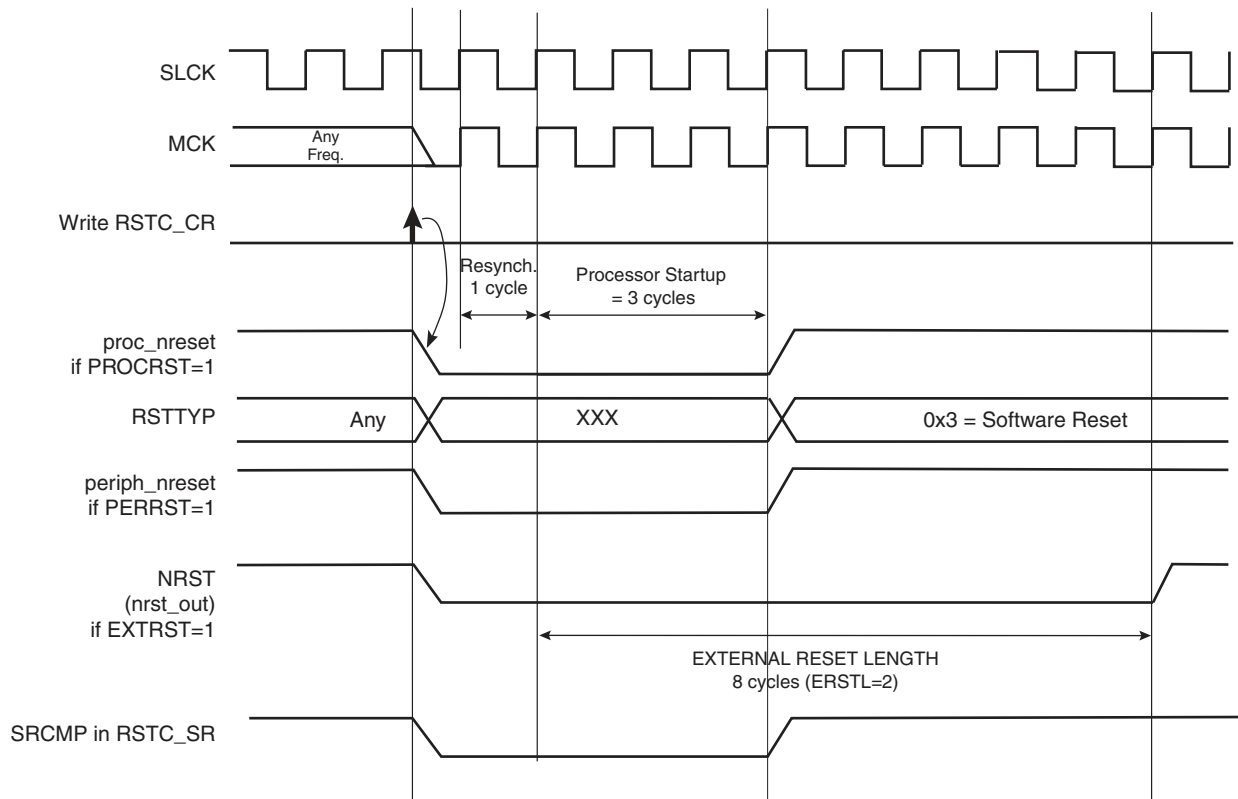 SLCK
MCK
Any
Freq.
Write RSTC_CR
Resynch.
1 cycle
Processor Startup
= 3 cycles
proc_nreset
if PROCRST=1
RSTTYP
Any
XXX
0x3 = Software Reset
periph_nreset
if PERRST=1
NRST
(nrst_out)
if EXTRST=1
EXTERNAL RESET LENGTH
8 cycles (ERSTL=2)
SRCMP in RSTC_SR